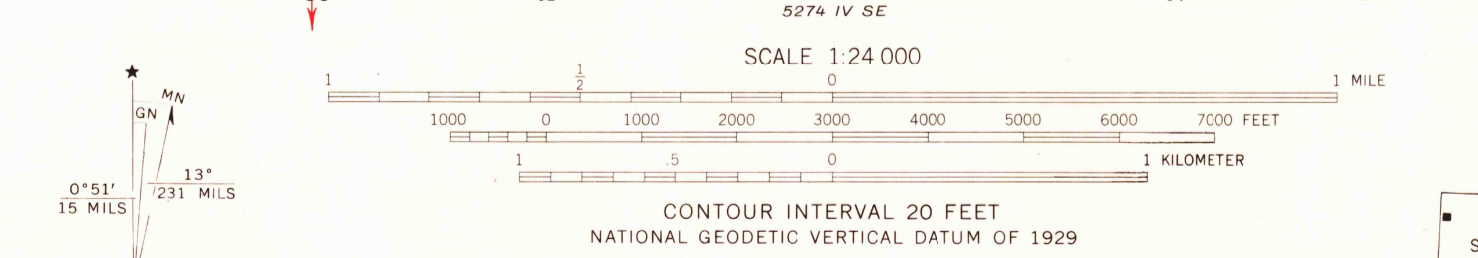 5274 IV SE
SCALE 1:24 000
1 1/2 0 1 MILE
1000 0 1000 2000 3000 4000 5000 6000 7000 FEET
1 .5 0 1 KILOMETER
CONTOUR INTERVAL 20 FEET
NATIONAL GEODETIC VERTICAL DATUM OF 1929
★
MN
GN
0°51′
15 MILS
13°
231 MILS